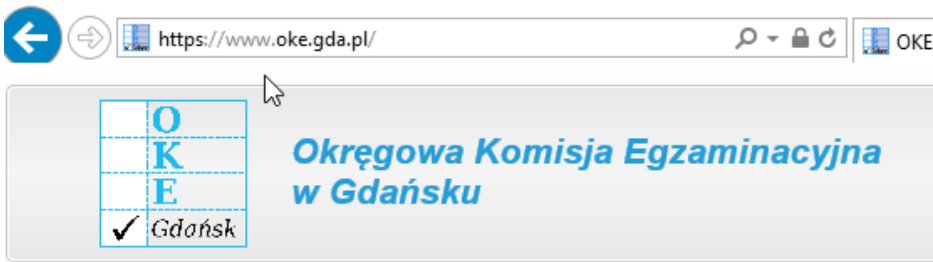 https://www.oke.gda.pl/
OKE
O
K
E
Gdańsk
Okręgowa Komisja Egzaminacyjna
w Gdańsku